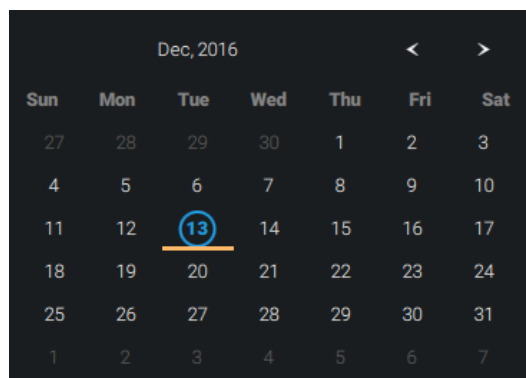 Dec, 2016
Sun Mon Tue Wed Thu Fri Sat
27 28 29 30 1 2 3
4 5 6 7 8 9 10
11 12 13 14 15 16 17
18 19 20 21 22 23 24
25 26 27 28 29 30 31
1 2 3 4 5 6 7